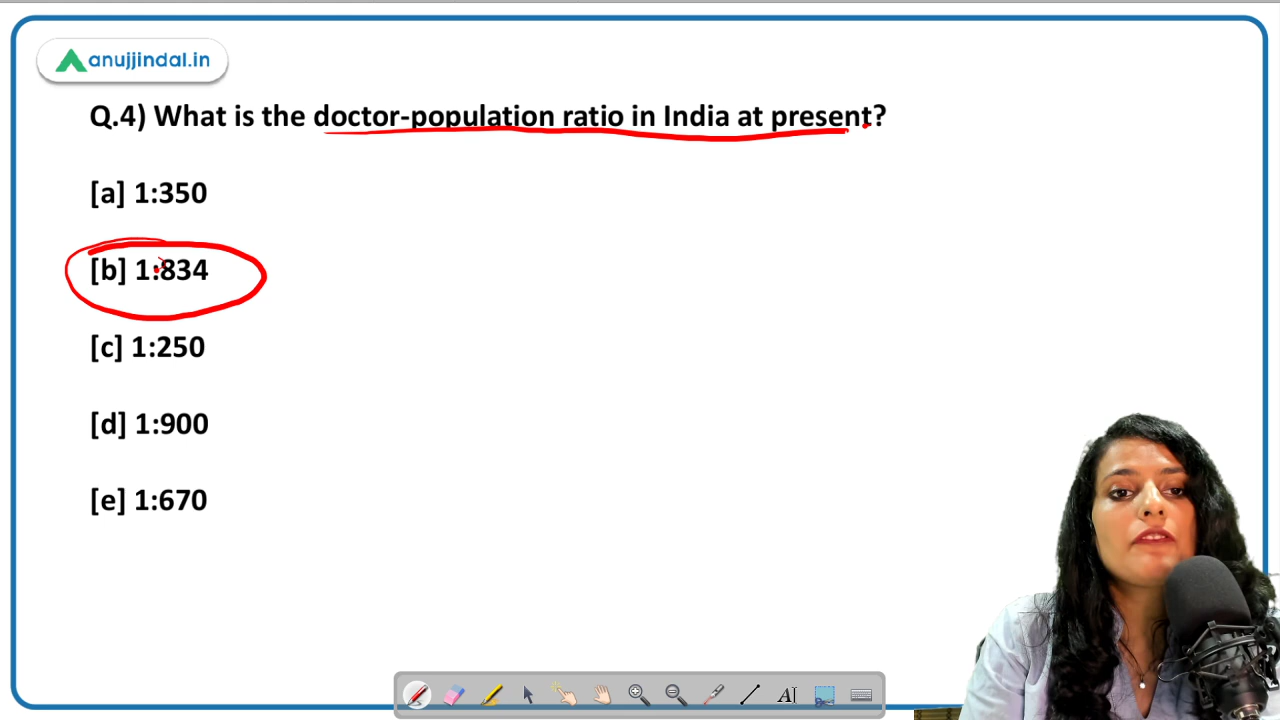 anujjindal.in
Q.4) What is the doctor-population ratio in India at present?
[a] 1:350
[b] 1:834
[c] 1:250
[d] 1:900
[e] 1:670
A